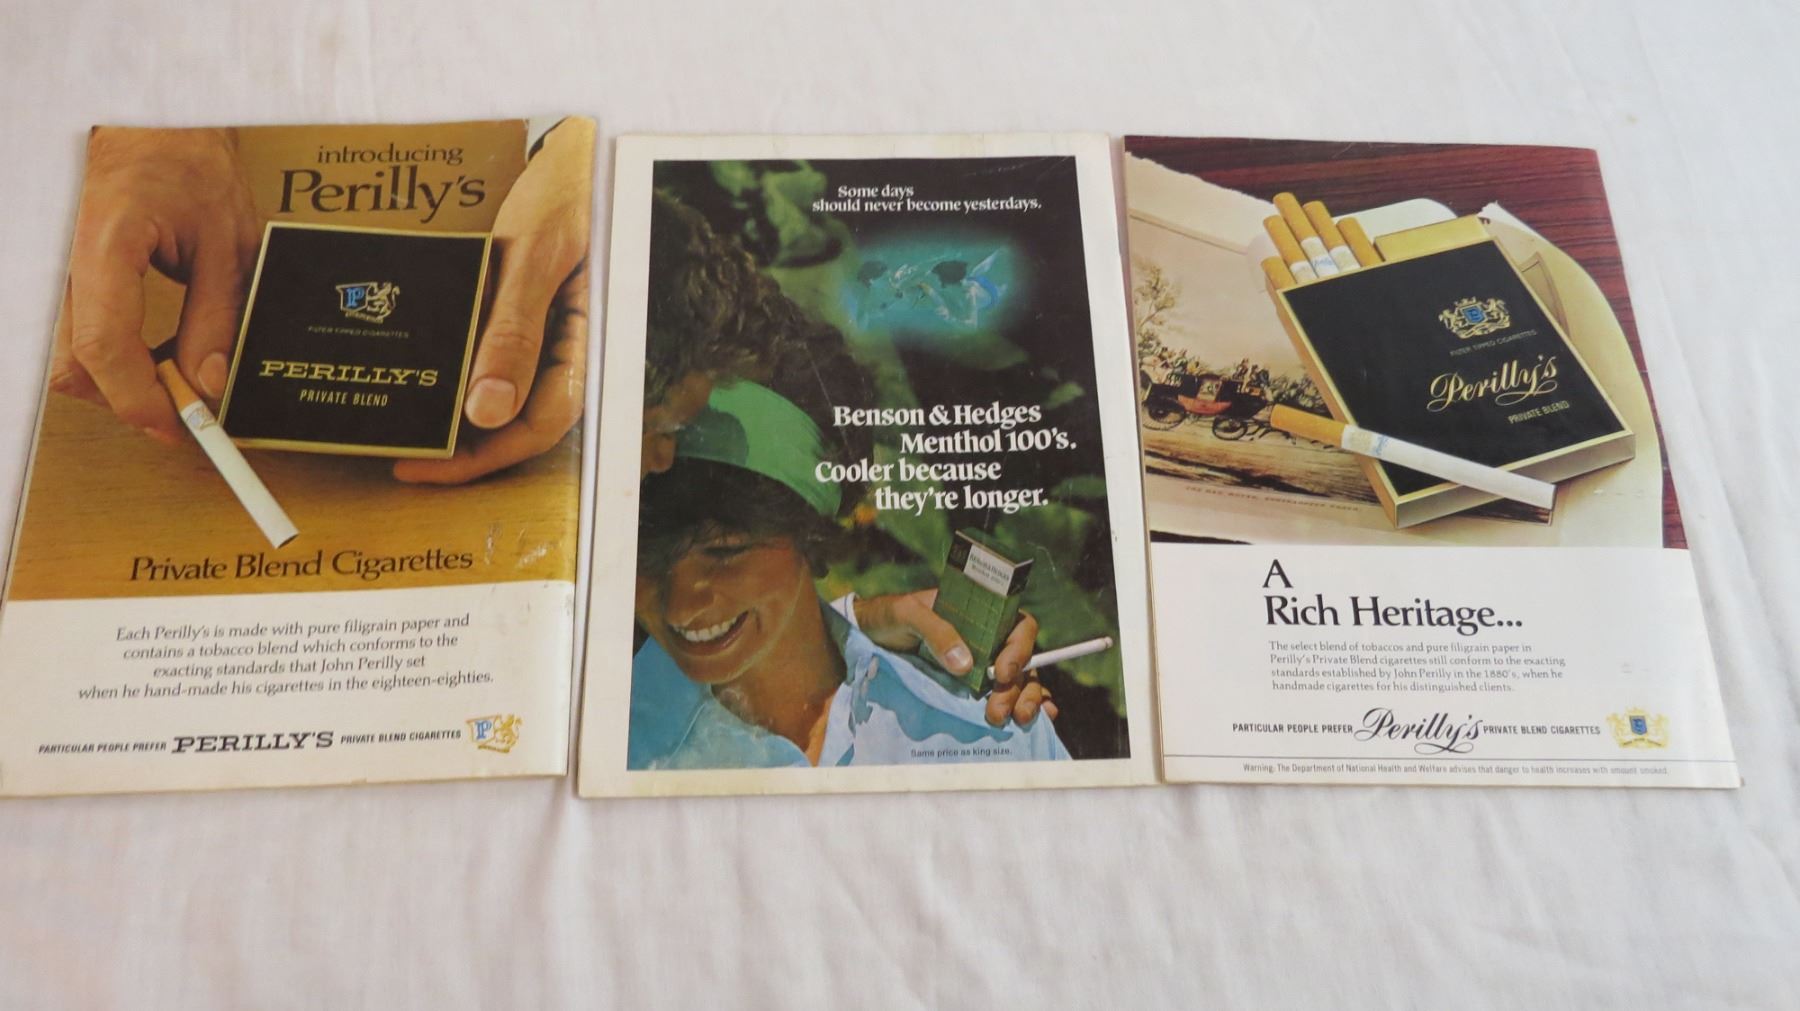 introducing
Perilly's
P
FILTER TIPPED CIGARETTES
PERILLY'S
PRIVATE BLEND
Private Blend Cigarettes
Each Perilly's is made with pure filigrain paper and
contains a tobacco blend which conforms to the
exacting standards that John Perilly set
when he hand-made his cigarettes in the eighteen-eighties.
PARTICULAR PEOPLE PREFER PERILLY'S PRIVATE BLEND CIGARETTES P
Some days
should never become yesterdays.
Benson & Hedges
Menthol 100's.
Cooler because
they're longer.
BENSON & HEDGES
Same price as king size.
FILTER TIPPED CIGARETTES
Perilly's
PRIVATE BLEND
A
Rich Heritage...
The select blend of tobaccos and pure filigrain paper in
Perilly's Private Blend cigarettes still conform to the exacting
standards established by John Perilly in the 1880's, when he
handmade cigarettes for his distinguished clients.
PARTICULAR PEOPLE PREFER Perilly's PRIVATE BLEND CIGARETTES
Warning: The Department of National Health and Welfare advises that danger to health increases with amount smoked.